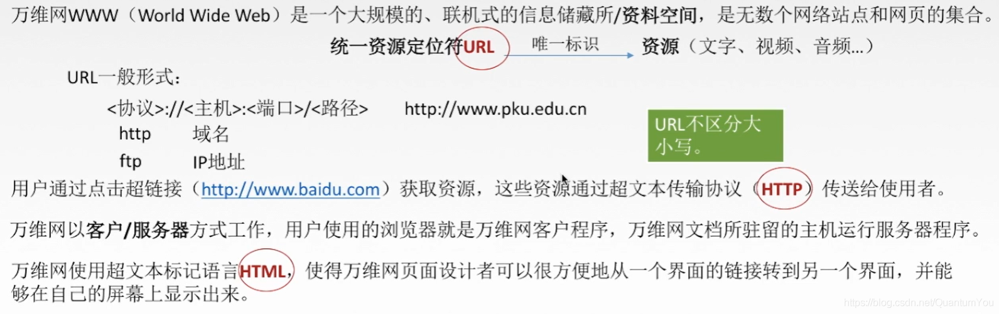 万维网WWW（World Wide Web）是一个大规模的、联机式的信息储藏所/资料空间，是无数个网络站点和网页的集合。
统一资源定位符URL 唯一标识 资源（文字、视频、音频...）
URL一般形式：
<协议>://<主机>:<端口>/<路径> http://www.pku.edu.cn
URL不区分大
小写。
http 域名
ftp IP地址
用户通过点击超链接（http://www.baidu.com）获取资源，这些资源通过超文本传输协议（HTTP）传送给使用者。
万维网以客户/服务器方式工作，用户使用的浏览器就是万维网客户程序，万维网文档所驻留的主机运行服务器程序。
万维网使用超文本标记语言HTML，使得万维网页面设计者可以很方便地从一个界面的链接转到另一个界面，并能
够在自己的屏幕上显示出来。
https://blog.csdn.net/QuantumYou